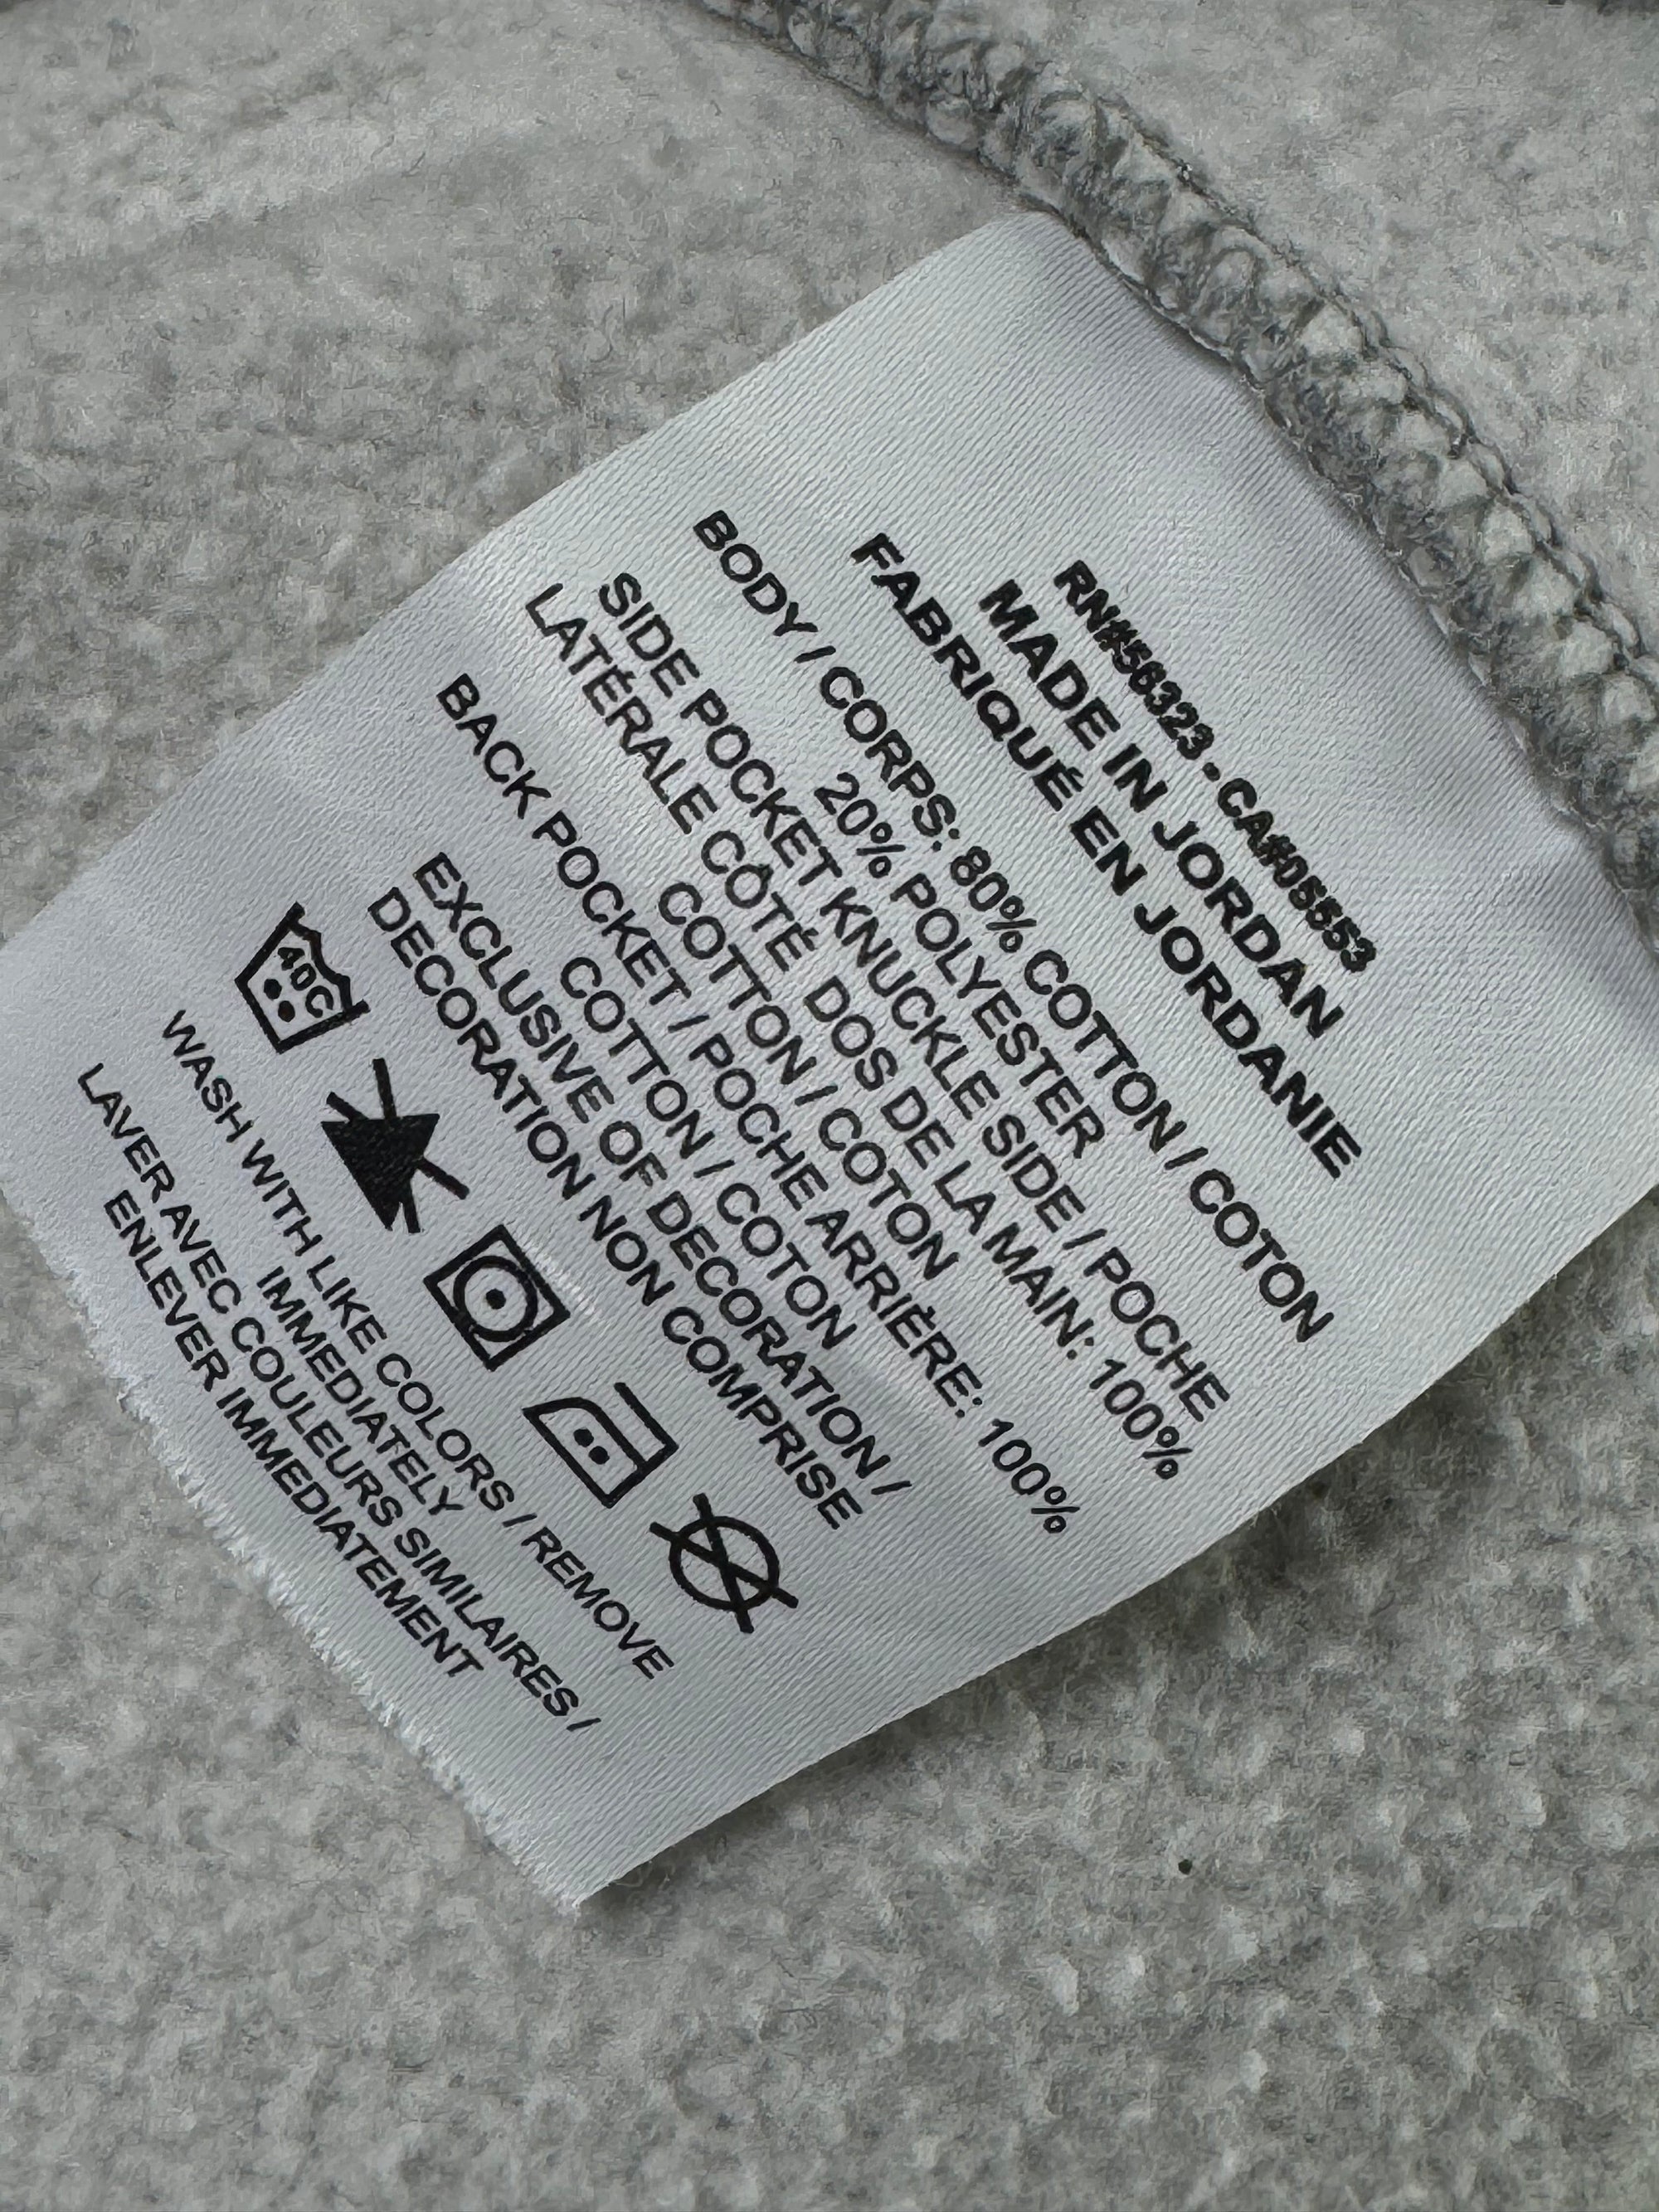 RN#56323 - CA#05553
MADE IN JORDAN
FABRIQUÉ EN JORDANIE
BODY / CORPS: 80% COTTON / COTON
20% POLYESTER
SIDE POCKET KNUCKLE SIDE / POCHE
LATÉRALE CÔTÉ DOS DE LA MAIN: 100%
COTTON / COTON
BACK POCKET / POCHE ARRIÈRE: 100%
COTTON / COTON
EXCLUSIVE OF DECORATION /
DECORATION NON COMPRISE
40C
WASH WITH LIKE COLORS / REMOVE
IMMEDIATELY
LAVER AVEC COULEURS SIMILAIRES /
ENLEVER IMMEDIATEMENT